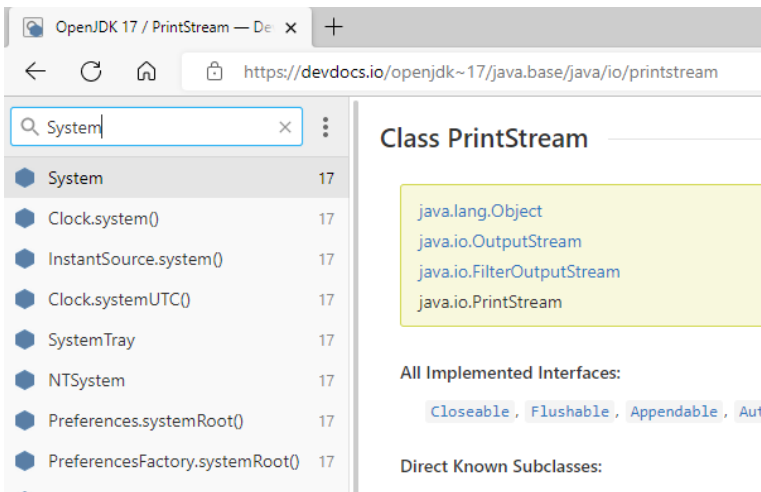 OpenJDK 17 / PrintStream — De
https://devdocs.io/openjdk~17/java.base/java/io/printstream
System
System 17
Clock.system() 17
InstantSource.system() 17
Clock.systemUTC() 17
SystemTray 17
NTSystem 17
Preferences.systemRoot() 17
PreferencesFactory.systemRoot() 17
Class PrintStream
java.lang.Object
java.io.OutputStream
java.io.FilterOutputStream
java.io.PrintStream
All Implemented Interfaces:
Closeable, Flushable, Appendable, Aut
Direct Known Subclasses: